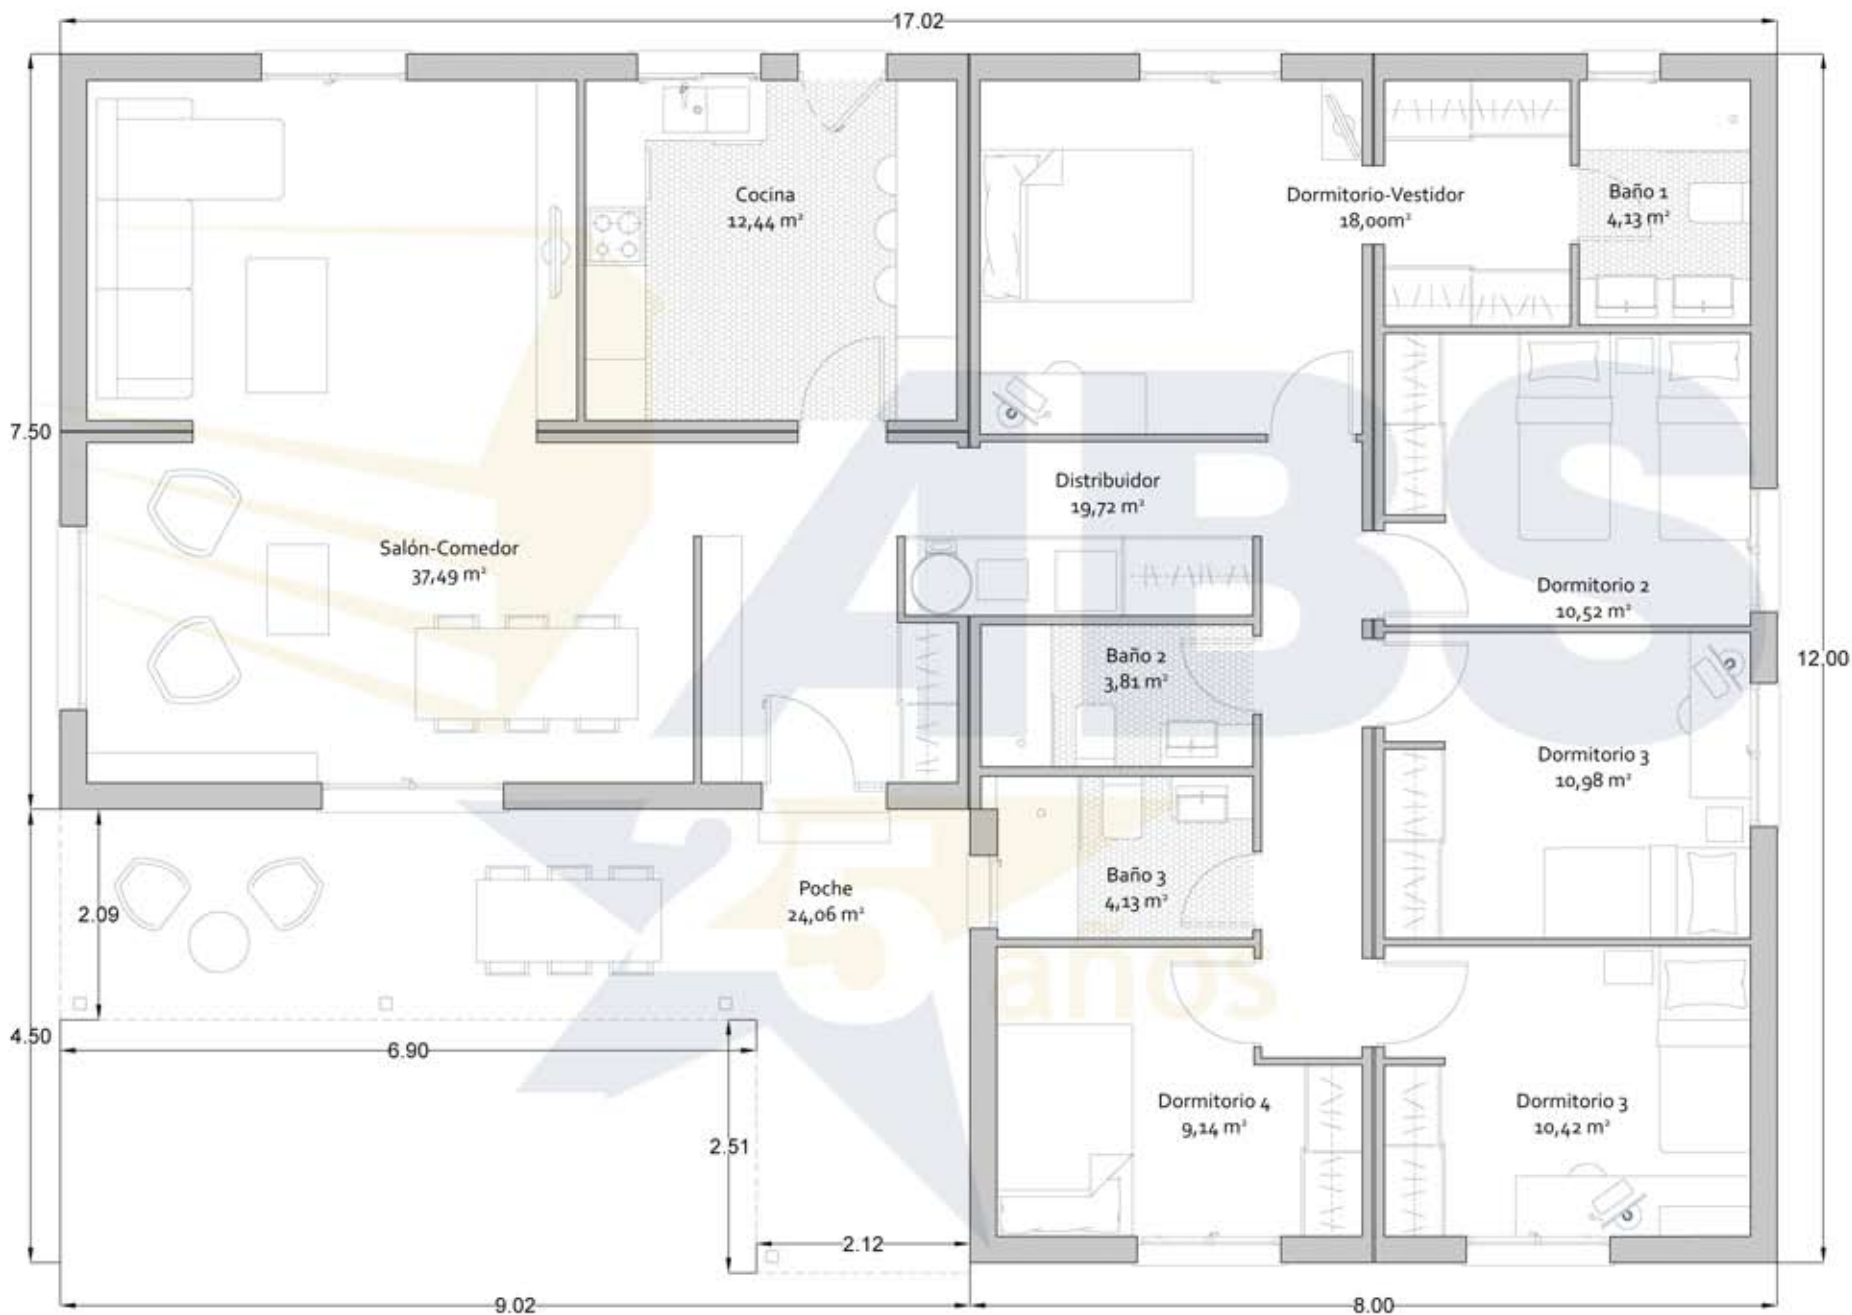 17.02
Cocina
12,44 m²
Dormitorio-Vestidor
18,00m²
Baño 1
4,13 m²
7.50
Distribuidor
19,72 m²
Salón-Comedor
37,49 m²
Dormitorio 2
10,52 m²
12.00
Baño 2
3,81 m²
Dormitorio 3
10,98 m²
ABS
25
años
Baño 3
4,13 m²
Poche
24,06 m²
2.09
4.50
6.90
Dormitorio 4
9,14 m²
Dormitorio 3
10,42 m²
2.51
2.12
9.02
8.00